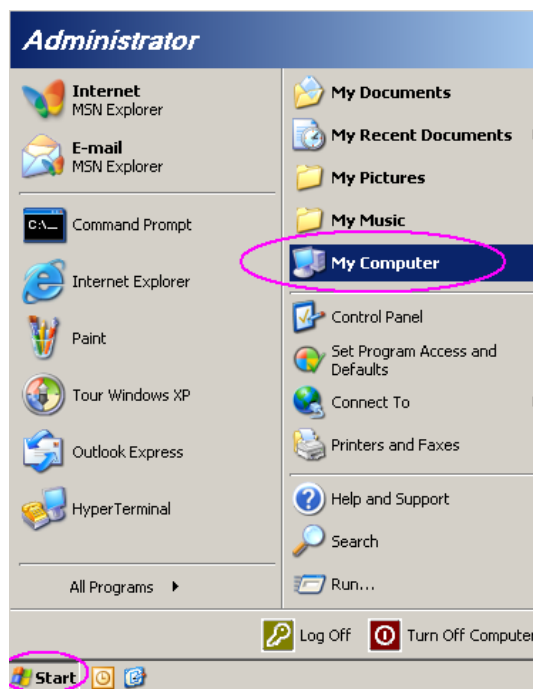 Administrator
Internet
MSN Explorer
E-mail
MSN Explorer
Command Prompt
Internet Explorer
Paint
Tour Windows XP
Outlook Express
HyperTerminal
All Programs
My Documents
My Recent Documents
My Pictures
My Music
My Computer
Control Panel
Set Program Access and
Defaults
Connect To
Printers and Faxes
Help and Support
Search
Run...
Log Off
Turn Off Computer
Start